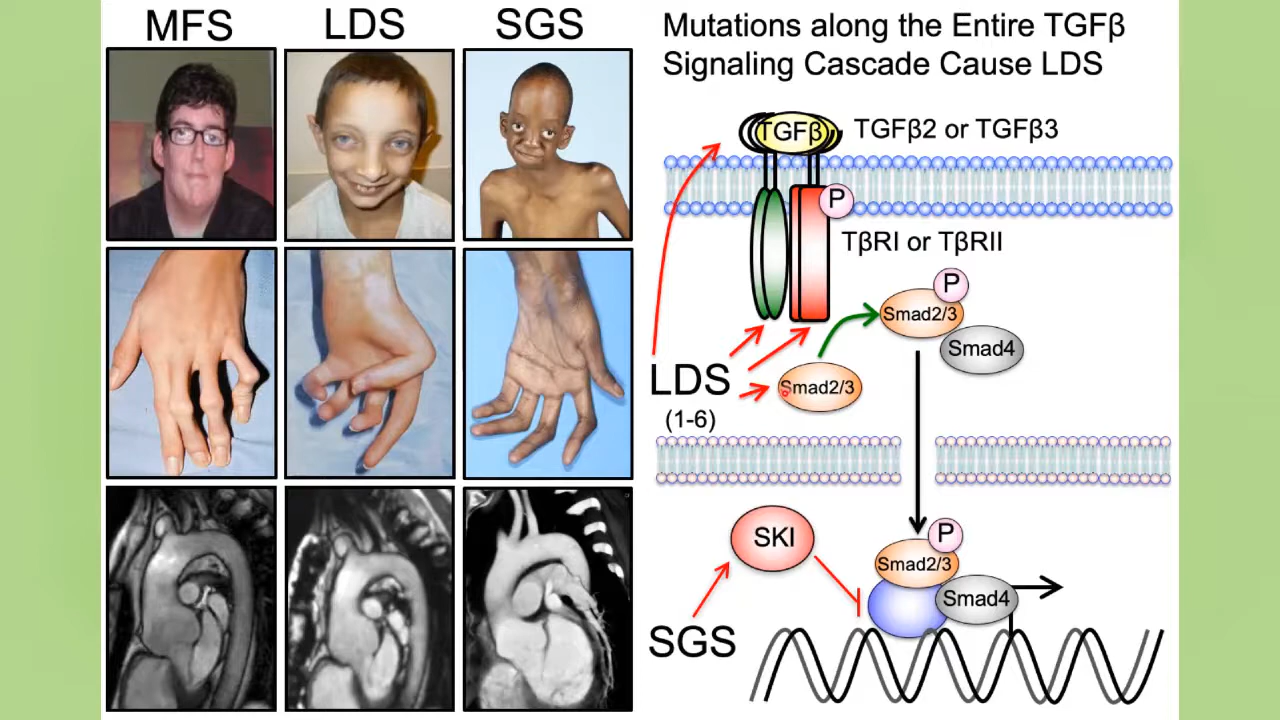 MFS
LDS
SGS
Mutations along the Entire TGFβ
Signaling Cascade Cause LDS
TGFβ
TGFβ2 or TGFβ3
P
TβRI or TβRII
P
Smad2/3
Smad4
LDS
Smad2/3
(1-6)
P
SKI
Smad2/3
Smad4
SGS